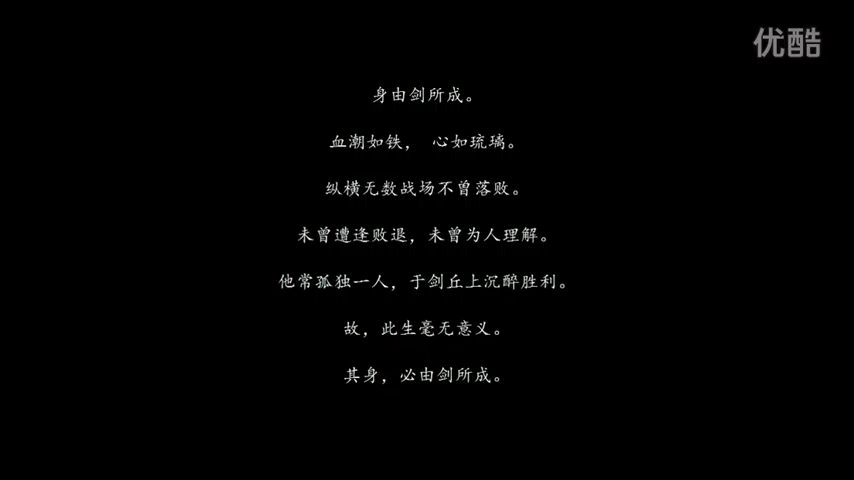 优酷
身由剑所成。
血潮如铁， 心如琉璃。
纵横无数战场不曾落败。
未曾遭逢败退，未曾为人理解。
他常孤独一人，于剑丘上沉醉胜利。
故，此生毫无意义。
其身，必由剑所成。